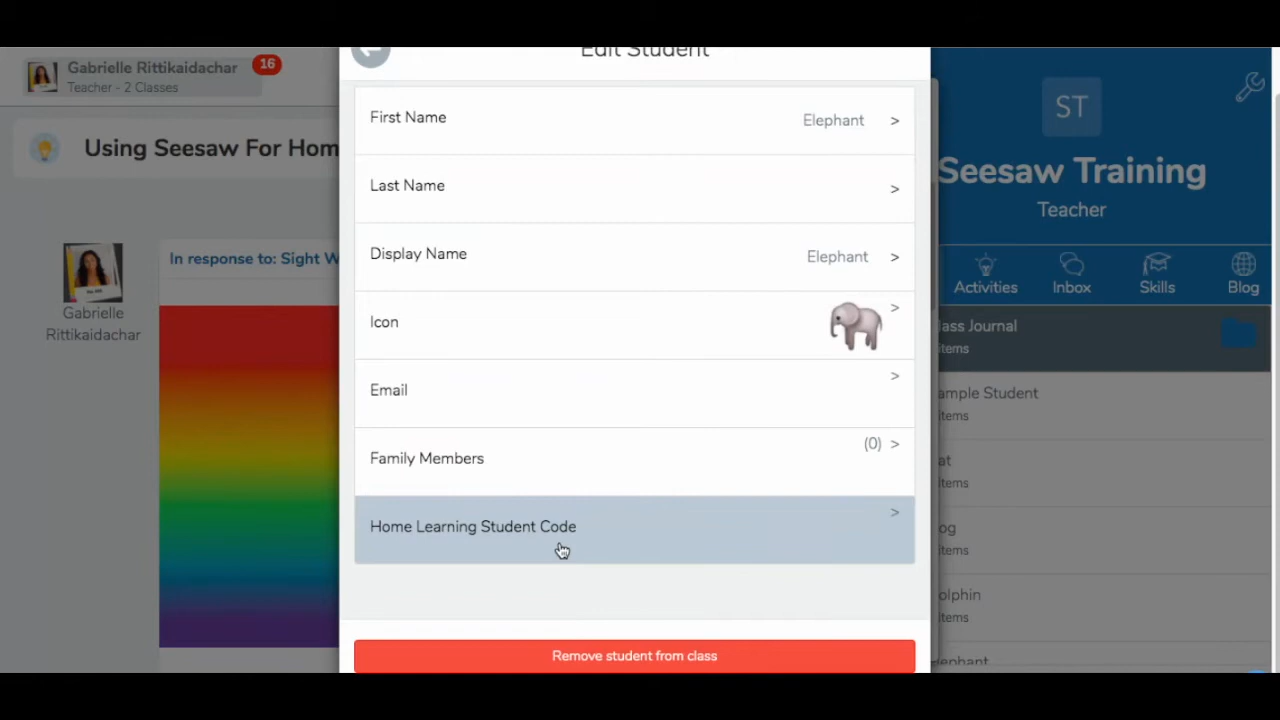 Edit Student
Gabrielle Rittikaidachar
16
Teacher - 2 Classes
Using Seesaw For Hom
Gabrielle
Rittikaidachar
In response to: Sight W
First Name
Elephant >
Last Name
>
Display Name
Elephant >
Icon
>
Email
>
Family Members
(0) >
Home Learning Student Code
>
Remove student from class
ST
Seesaw Training
Teacher
Activities
Inbox
Skills
Blog
lass Journal
items
ample Student
items
at
items
og
items
olphin
items
lephant